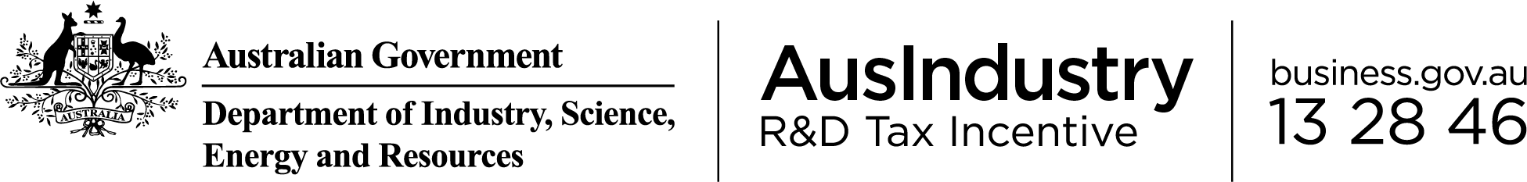 AUSTRALIA
Australian Government
Department of Industry, Science,
Energy and Resources
AusIndustry
R&D Tax Incentive
business.gov.au
13 28 46